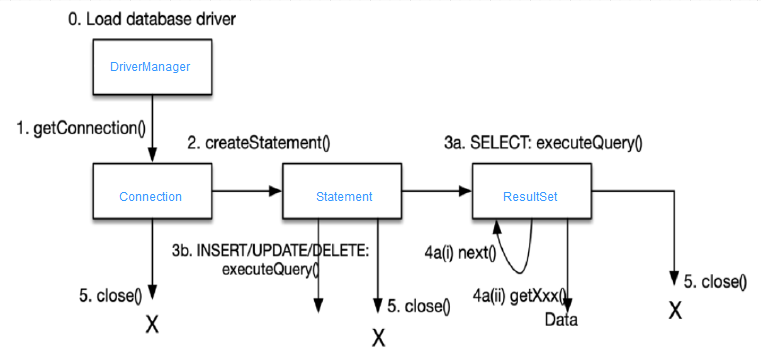 0. Load database driver
DriverManager
1. getConnection()
2. createStatement()
3a. SELECT: executeQuery()
Connection
Statement
ResultSet
3b. INSERT/UPDATE/DELETE:
executeQuery()
4a(i) next()
5. close()
X
5. close()
X
4a(ii) getXxx()
Data
5. close()
X